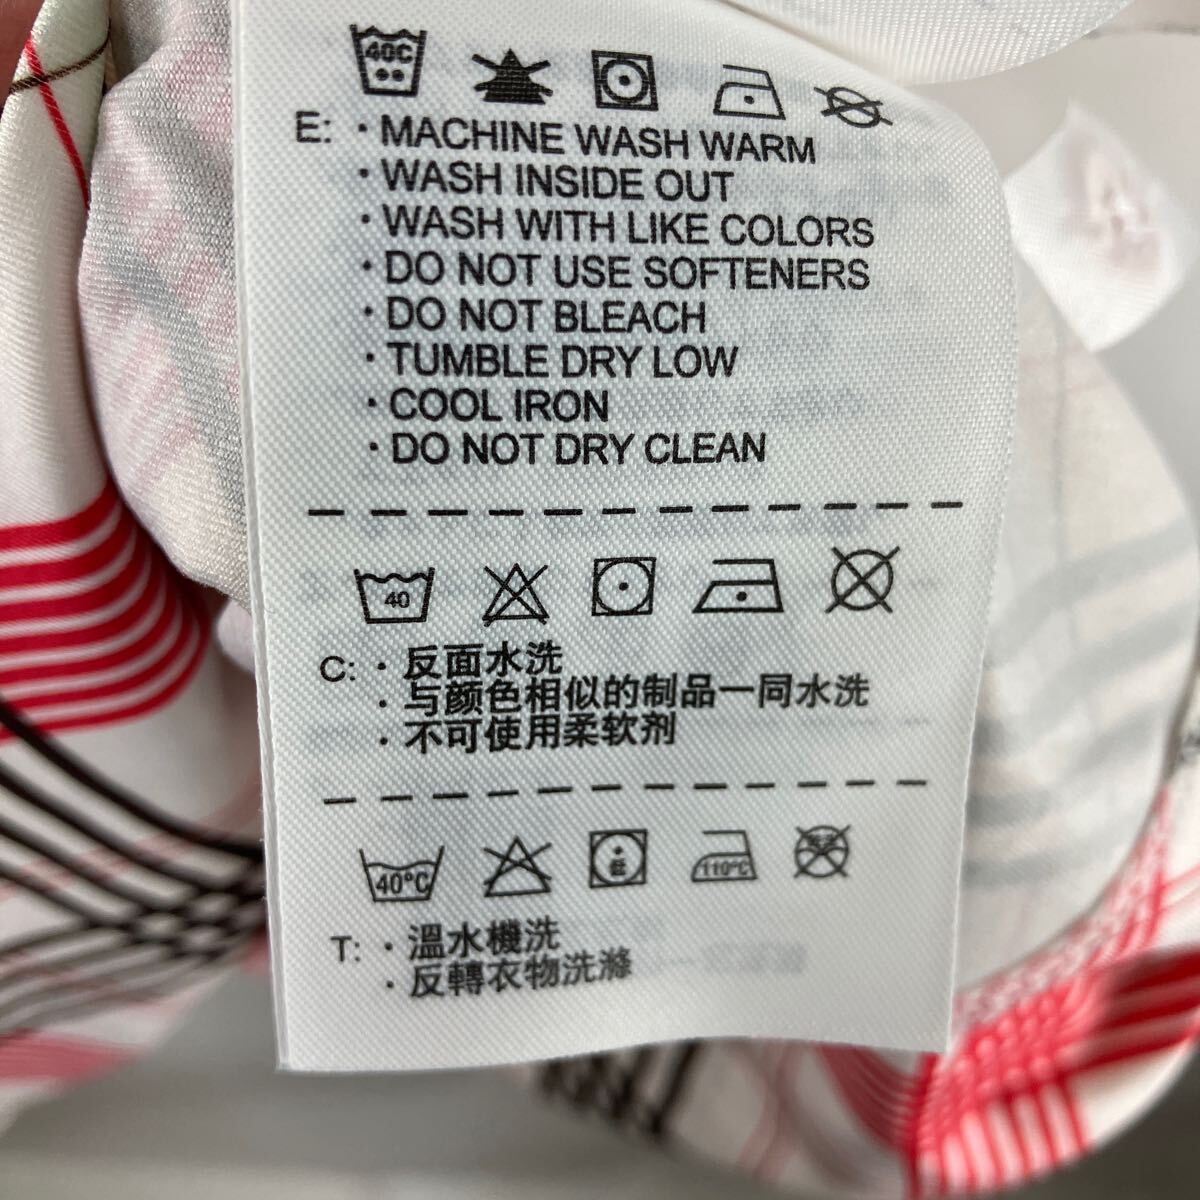 40C
E: · MACHINE WASH WARM
· WASH INSIDE OUT
· WASH WITH LIKE COLORS
· DO NOT USE SOFTENERS
· DO NOT BLEACH
· TUMBLE DRY LOW
· COOL IRON
· DO NOT DRY CLEAN
40
C: · 反面水洗
· 与颜色相似的制品一同水洗
· 不可使用柔软剂
40°C 低 110°C
T: · 溫水機洗
· 反轉衣物洗滌